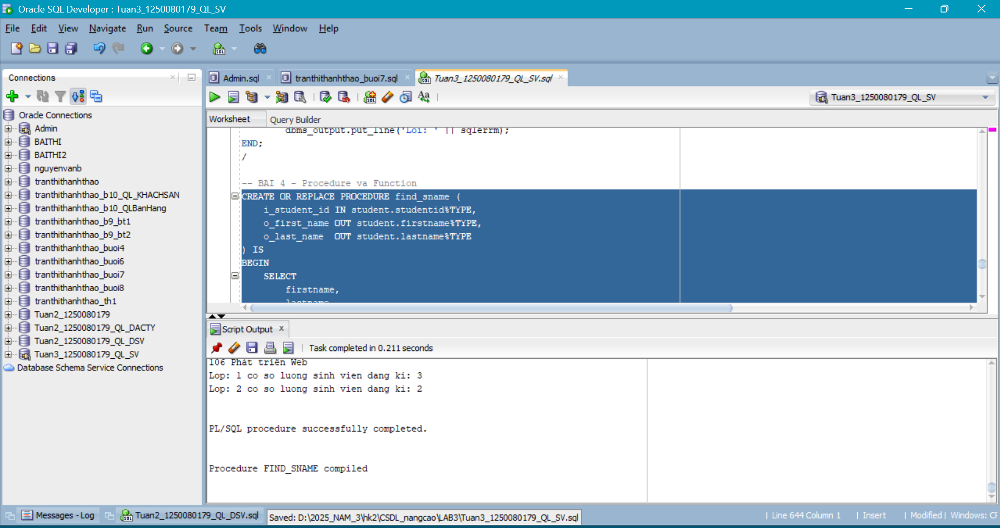 Oracle SQL Developer : Tuan3_1250080179_QL_SV
File Edit View Navigate Run Source Team Tools Window Help
Connections
Oracle Connections
Admin
BAITHI
BAITHI2
nguyenvanb
tranthithanhthao
tranthithanhthao_b10_QL_KHACHSAN
tranthithanhthao_b10_QLBanHang
tranthithanhthao_b9_bt1
tranthithanhthao_b9_bt2
tranthithanhthao_buoi4
tranthithanhthao_buoi6
tranthithanhthao_buoi7
tranthithanhthao_buoi8
tranthithanhthao_th1
Tuan2_1250080179
Tuan2_1250080179_QL_DACTY
Tuan2_1250080179_QL_DSV
Tuan3_1250080179_QL_SV
Database Schema Service Connections
Admin.sql tranthithanhthao_buoi7.sql Tuan3_1250080179_QL_SV.sql
Tuan3_1250080179_QL_SV
Worksheet Query Builder
dbms_output.put_line('Loi: ' || sqlerrm);
END;
/
-- BAI 4 - Procedure va Function
CREATE OR REPLACE PROCEDURE find_sname (
i_student_id IN student.studentid%TYPE,
o_first_name OUT student.firstname%TYPE,
o_last_name OUT student.lastname%TYPE
) IS
BEGIN
SELECT
firstname,
lastname
Script Output
Task completed in 0.211 seconds
106 Phát triển Web
Lop: 1 co so luong sinh vien dang ki: 3
Lop: 2 co so luong sinh vien dang ki: 2
PL/SQL procedure successfully completed.
Procedure FIND_SNAME compiled
Messages - Log Tuan2_1250080179_QL_DSV.sql Saved: D:\2025_NAM_3\hk2\CSDL_nangcao\LAB3\Tuan3_1250080179_QL_SV.sql
Line 644 Column 1 | Insert | Modified | Windows: